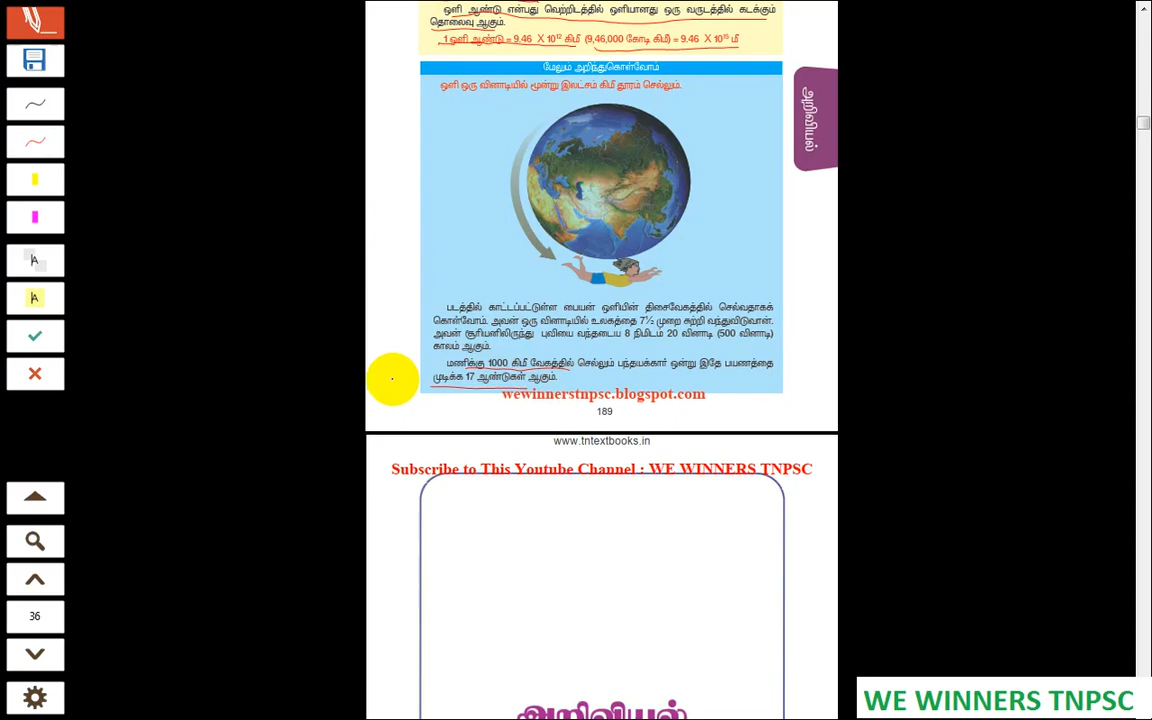 ஒளி ஆண்டு என்பது வெற்றிடத்தில் ஒளியானது ஒரு வருடத்தில் கடக்கும்
தொலைவு ஆகும்.
1 ஒளி ஆண்டு = 9.46 X 10¹² கிமீ (9,46,000 கோடி கிமீ) = 9.46 X 10¹⁵ மீ
மேலும் அறிந்துகொள்வோம்
ஒளி ஒரு வினாடியில் மூன்று இலட்சம் கிமீ தூரம் செல்லும்.
அறிவியல்
படத்தில் காட்டப்பட்டுள்ள பையன் ஒளியின் திசைவேகத்தில் செல்வதாகக்
கொள்வோம். அவன் ஒரு வினாடியில் உலகத்தை 7½ முறை சுற்றி வந்துவிடுவான்.
அவன் சூரியனிலிருந்து புவியை வந்தடைய 8 நிமிடம் 20 வினாடி (500 வினாடி)
காலம் ஆகும்.
மணிக்கு 1000 கிமீ வேகத்தில் செல்லும் பந்தயக்கார் ஒன்று இதே பயணத்தை
முடிக்க 17 ஆண்டுகள் ஆகும்.
wewinnerstnpsc.blogspot.com
189
www.tntextbooks.in
Subscribe to This Youtube Channel : WE WINNERS TNPSC
அறிவியல்
36
WE WINNERS TNPSC